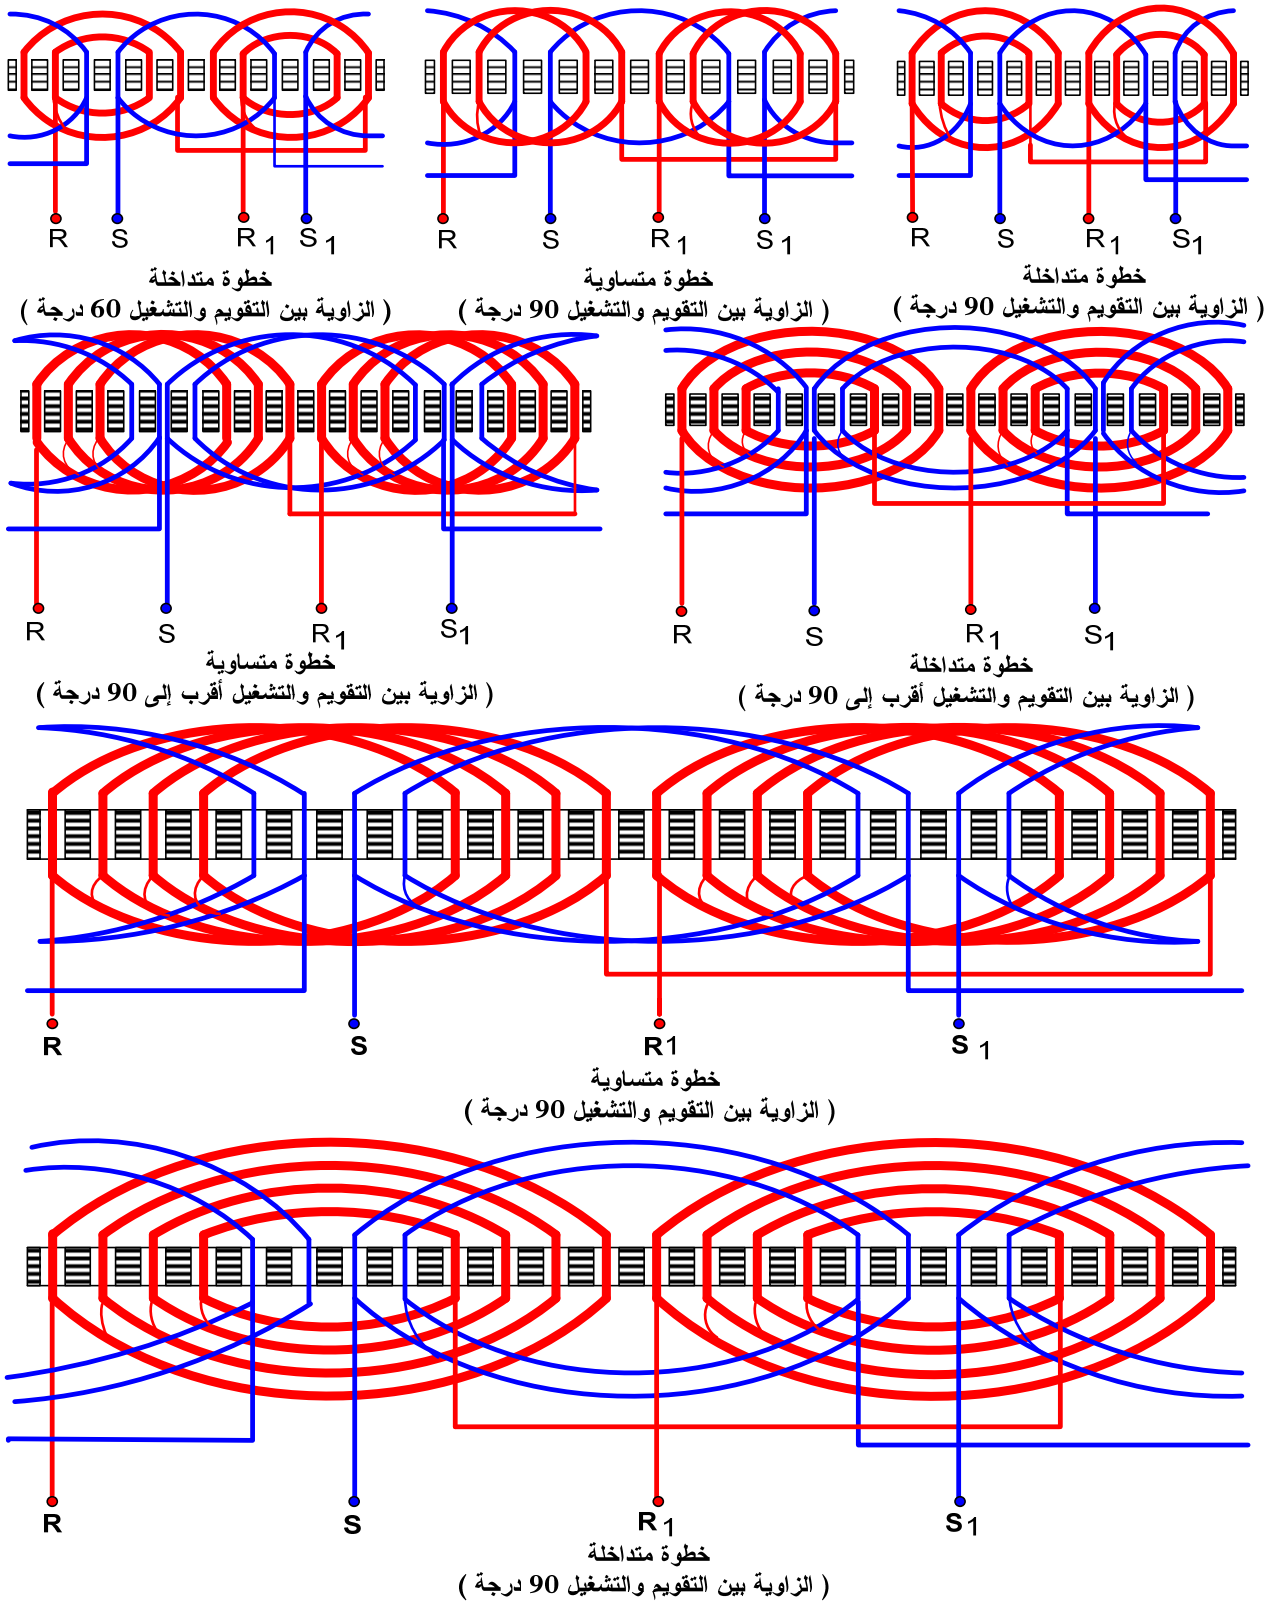 R S R1 S1
خطوة متداخلة
( الزاوية بين التقويم والتشغيل 60 درجة )
R S R1 S1
خطوة متساوية
( الزاوية بين التقويم والتشغيل 90 درجة )
R S R1 S1
خطوة متداخلة
( الزاوية بين التقويم والتشغيل 90 درجة )
R S R1 S1
خطوة متساوية
( الزاوية بين التقويم والتشغيل أقرب إلى 90 درجة )
R S R1 S1
خطوة متداخلة
( الزاوية بين التقويم والتشغيل أقرب إلى 90 درجة )
R S R1 S1
خطوة متساوية
( الزاوية بين التقويم والتشغيل 90 درجة )
R S R1 S1
خطوة متداخلة
( الزاوية بين التقويم والتشغيل 90 درجة )